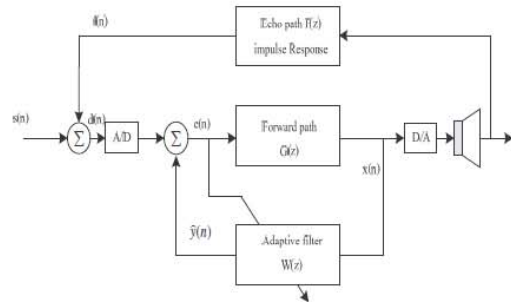 Echo path F(z)
impulse Response
s(n)
d(n)
A/D
Σ
Σ
e(n)
Forward path
G(z)
x(n)
D/A
ŷ(n)
Adaptive filter
W(z)